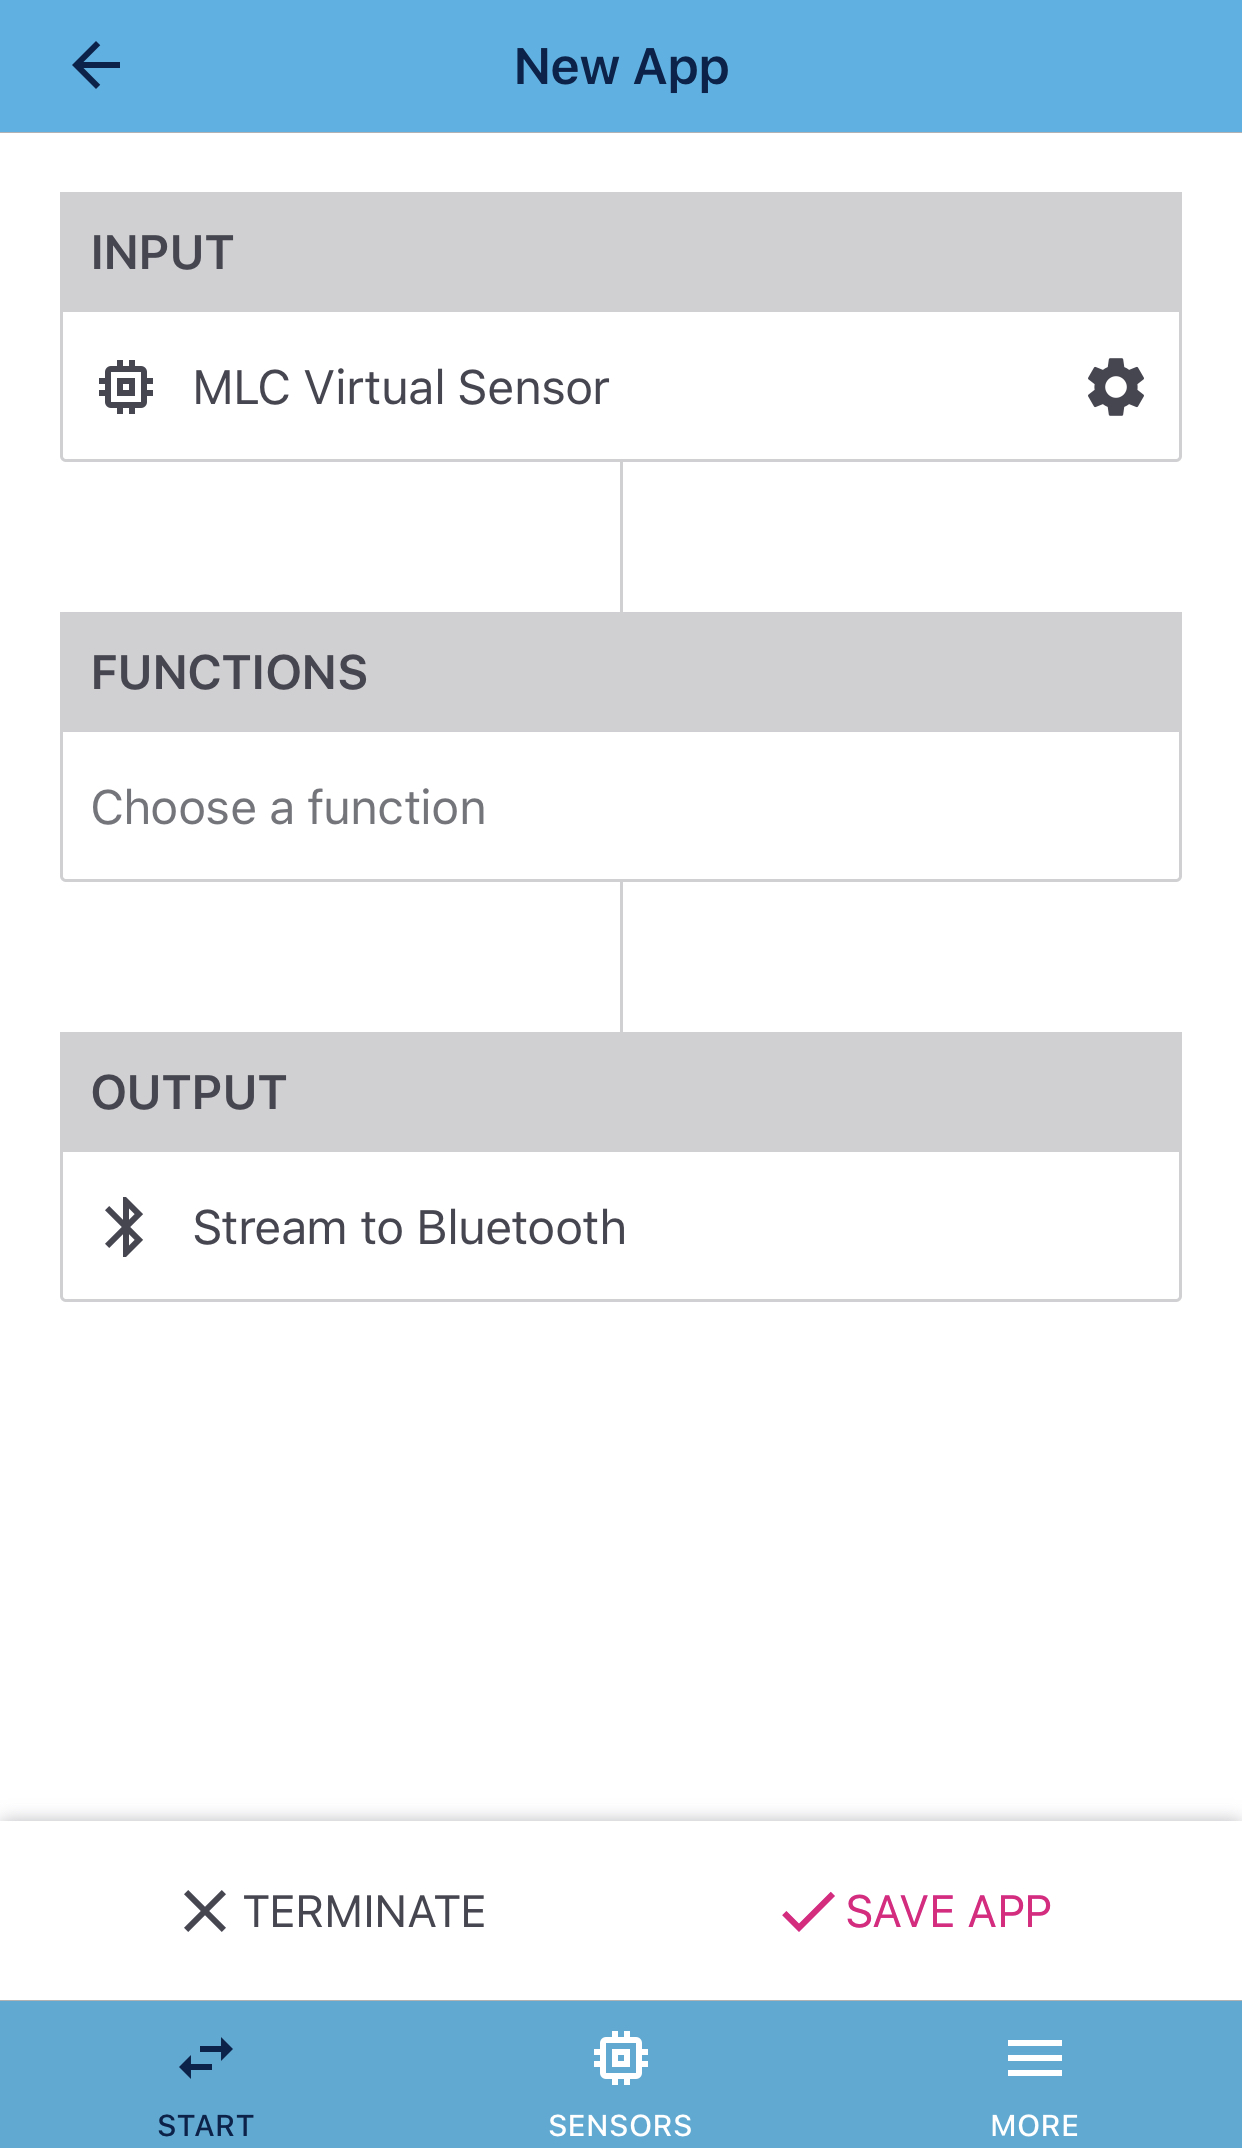 New App
INPUT
MLC Virtual Sensor
FUNCTIONS
Choose a function
OUTPUT
Stream to Bluetooth
TERMINATE
SAVE APP
START
SENSORS
MORE